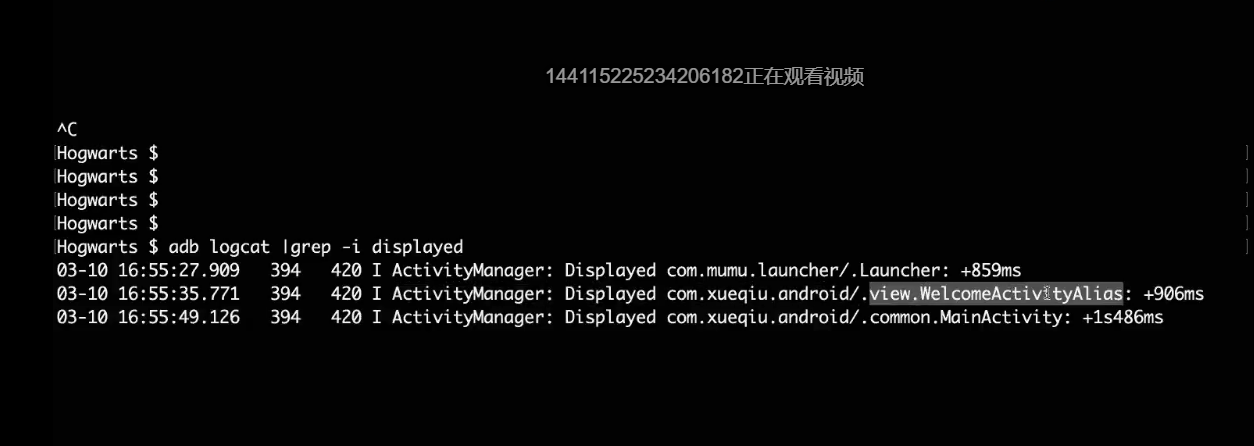 144115225234206182正在观看视频
^C
Hogwarts $
Hogwarts $
Hogwarts $
Hogwarts $
Hogwarts $ adb logcat |grep -i displayed
03-10 16:55:27.909   394   420 I ActivityManager: Displayed com.mumu.launcher/.Launcher: +859ms
03-10 16:55:35.771   394   420 I ActivityManager: Displayed com.xueqiu.android/.view.WelcomeActivityAlias: +906ms
03-10 16:55:49.126   394   420 I ActivityManager: Displayed com.xueqiu.android/.common.MainActivity: +1s486ms